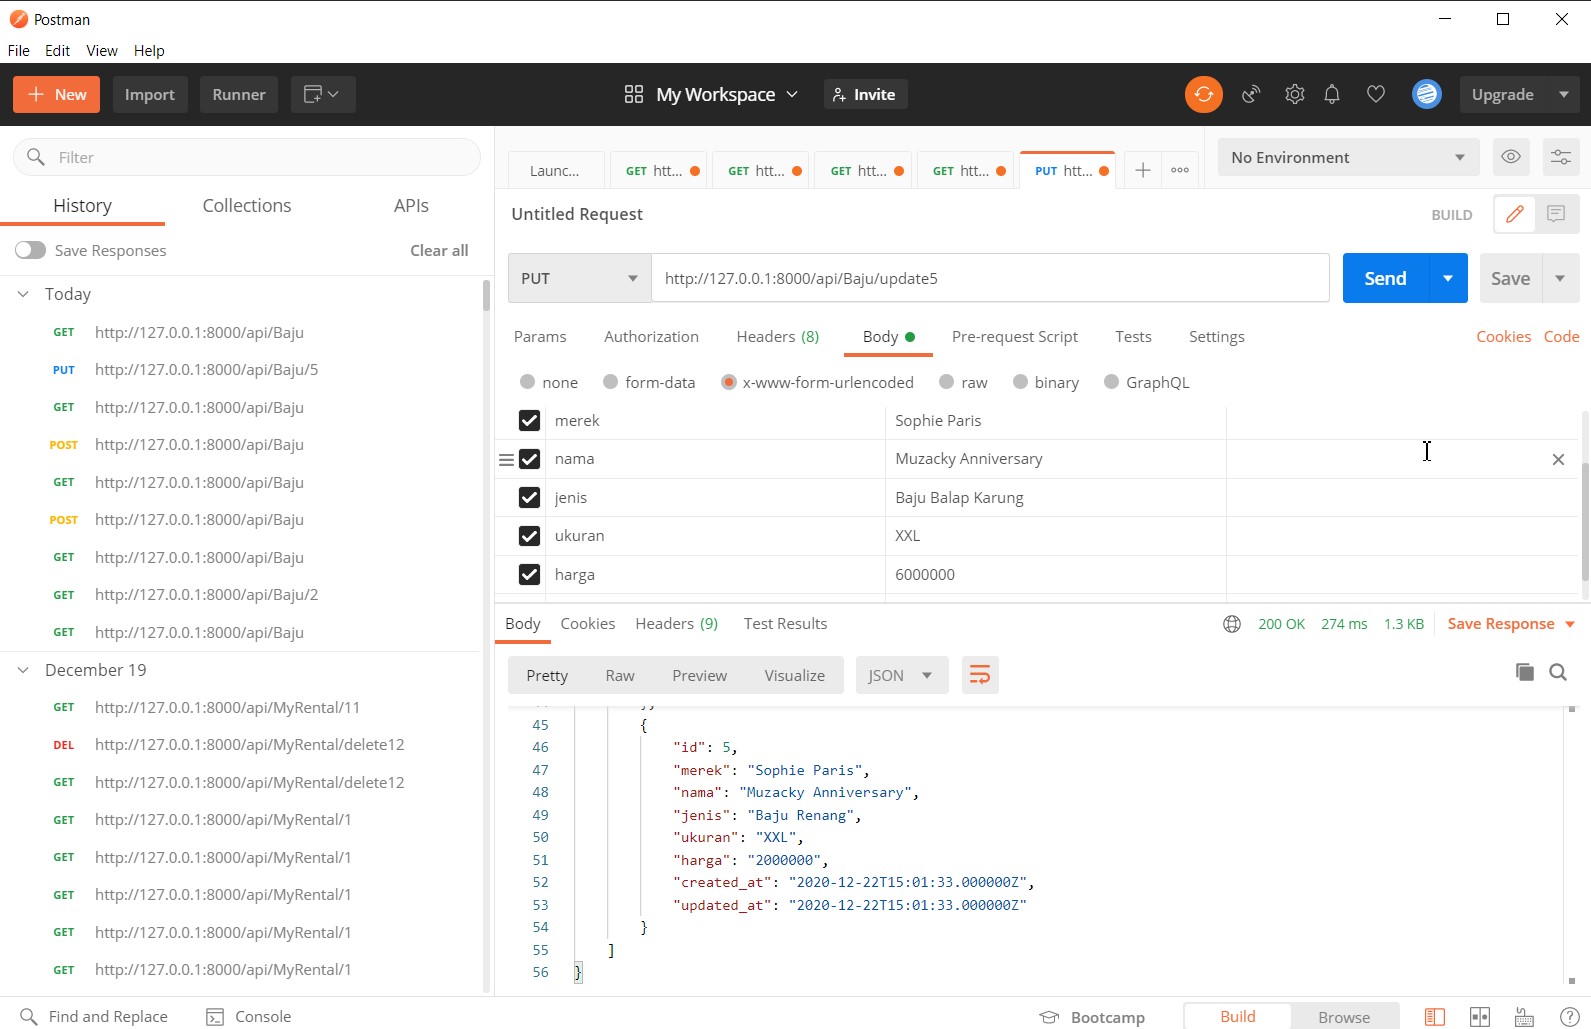 Postman
File Edit View Help
New Import Runner My Workspace Invite Upgrade
Filter
History Collections APIs
Save Responses Clear all
Today
GET http://127.0.0.1:8000/api/Baju
PUT http://127.0.0.1:8000/api/Baju/5
GET http://127.0.0.1:8000/api/Baju
POST http://127.0.0.1:8000/api/Baju
GET http://127.0.0.1:8000/api/Baju
POST http://127.0.0.1:8000/api/Baju
GET http://127.0.0.1:8000/api/Baju
GET http://127.0.0.1:8000/api/Baju/2
GET http://127.0.0.1:8000/api/Baju
December 19
GET http://127.0.0.1:8000/api/MyRental/11
DEL http://127.0.0.1:8000/api/MyRental/delete12
GET http://127.0.0.1:8000/api/MyRental/delete12
GET http://127.0.0.1:8000/api/MyRental/1
GET http://127.0.0.1:8000/api/MyRental/1
GET http://127.0.0.1:8000/api/MyRental/1
GET http://127.0.0.1:8000/api/MyRental/1
GET http://127.0.0.1:8000/api/MyRental/1
Launc... GET htt... GET htt... GET htt... GET htt... PUT htt... No Environment
Untitled Request BUILD
PUT http://127.0.0.1:8000/api/Baju/update5 Send Save
Params Authorization Headers (8) Body Pre-request Script Tests Settings Cookies Code
none form-data x-www-form-urlencoded raw binary GraphQL
merek Sophie Paris
nama Muzacky Anniversary
jenis Baju Balap Karung
ukuran XXL
harga 6000000
Body Cookies Headers (9) Test Results 200 OK 274 ms 1.3 KB Save Response
Pretty Raw Preview Visualize JSON
45 {
46 "id": 5,
47 "merek": "Sophie Paris",
48 "nama": "Muzacky Anniversary",
49 "jenis": "Baju Renang",
50 "ukuran": "XXL",
51 "harga": "2000000",
52 "created_at": "2020-12-22T15:01:33.000000Z",
53 "updated_at": "2020-12-22T15:01:33.000000Z"
54 }
55 ]
56 }
Find and Replace Console Bootcamp Build Browse